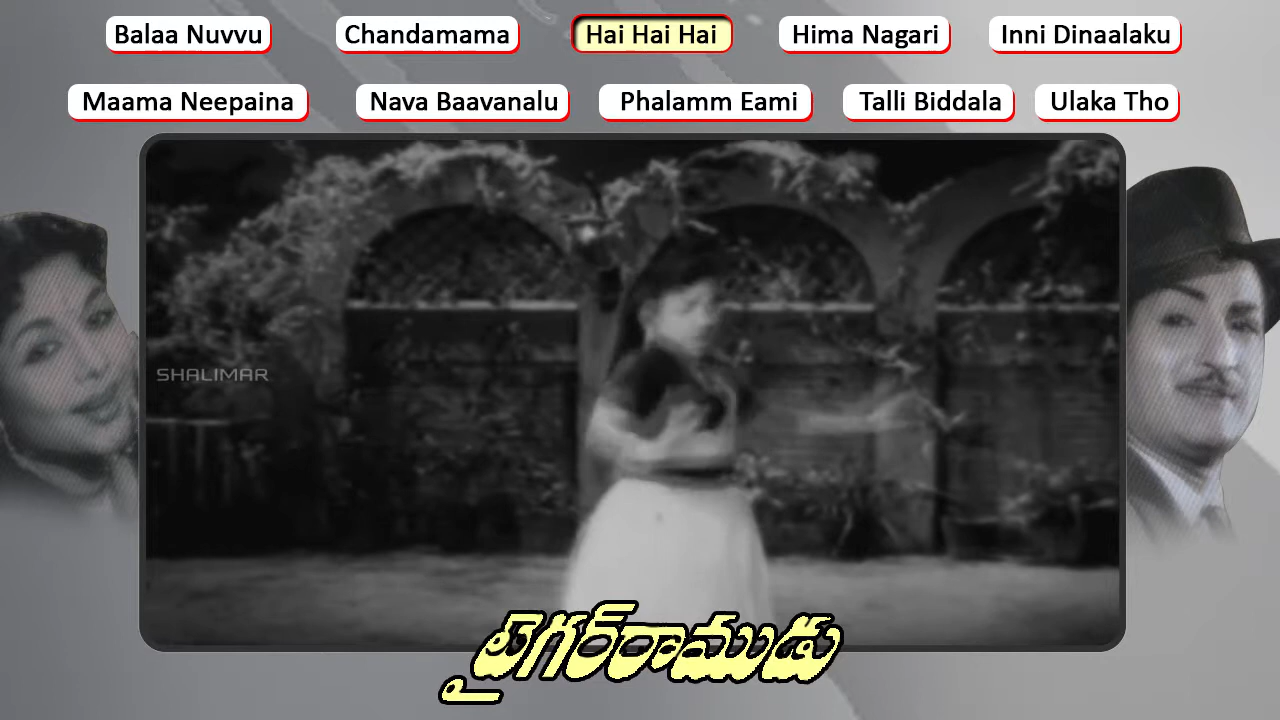 Balaa Nuvvu Chandamama Hai Hai Hai Hima Nagari Inni Dinaalaku
Maama Neepaina Nava Baavanalu Phalamm Eami Talli Biddala Ulaka Tho
SHALIMAR
టైగర్రాముడు